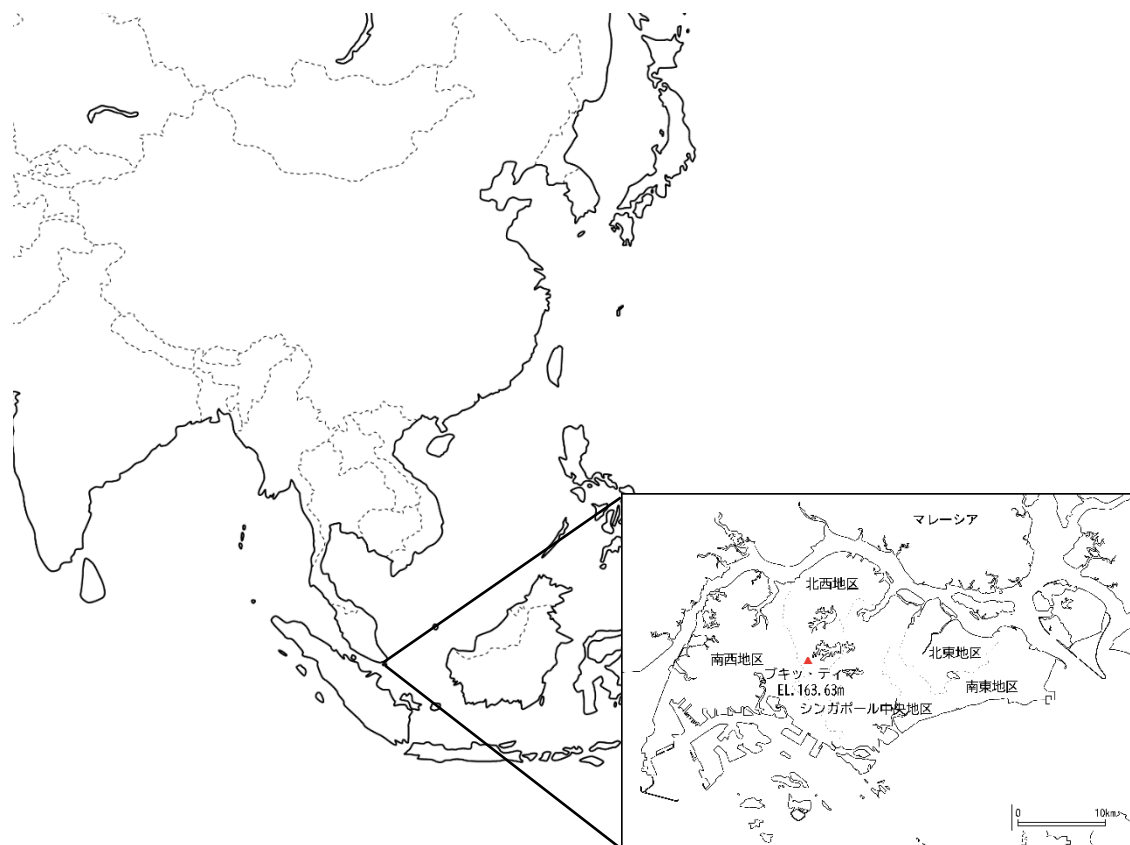 マレーシア
北西地区
北東地区
南西地区
ブキッ・ティマ
EL.163.63m
南東地区
シンガポール中央地区
0 10km